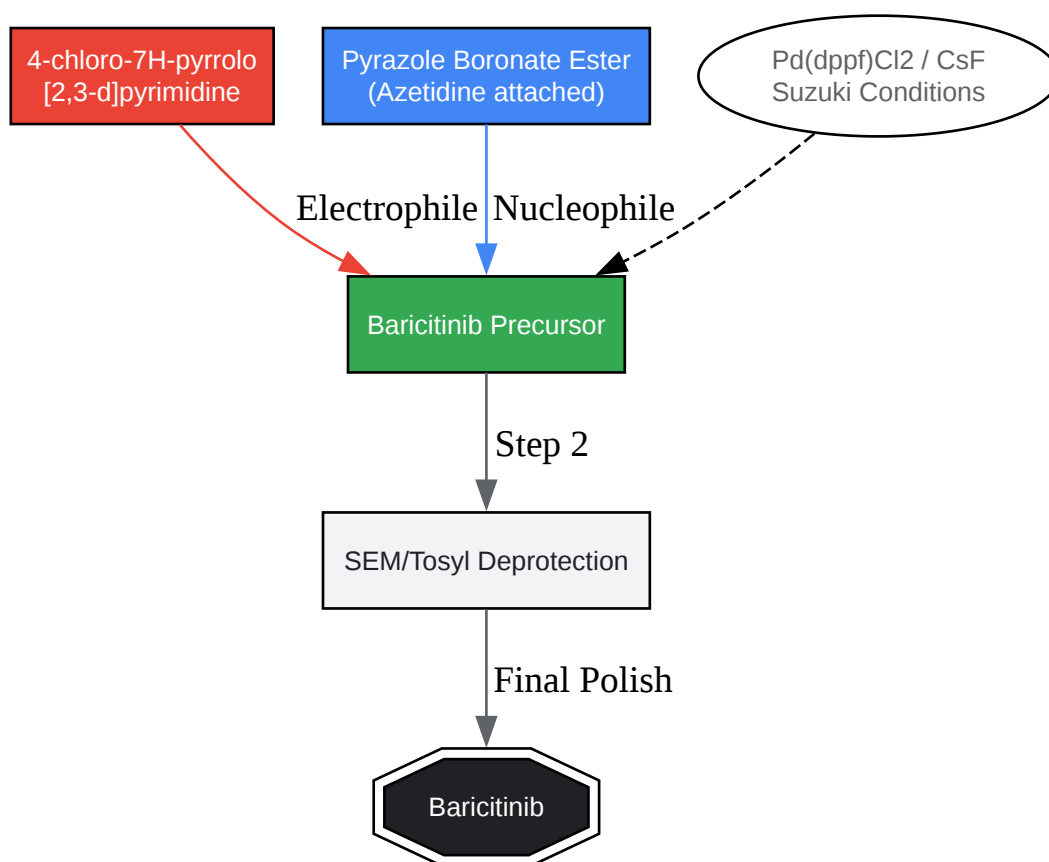 4-chloro-7H-pyrrolo
[2,3-d]pyrimidine
Pyrazole Boronate Ester
(Azetidine attached)
Pd(dppf)Cl2 / CsF
Suzuki Conditions
Electrophile
Nucleophile
Baricitinib Precursor
Step 2
SEM/Tosyl Deprotection
Final Polish
Baricitinib